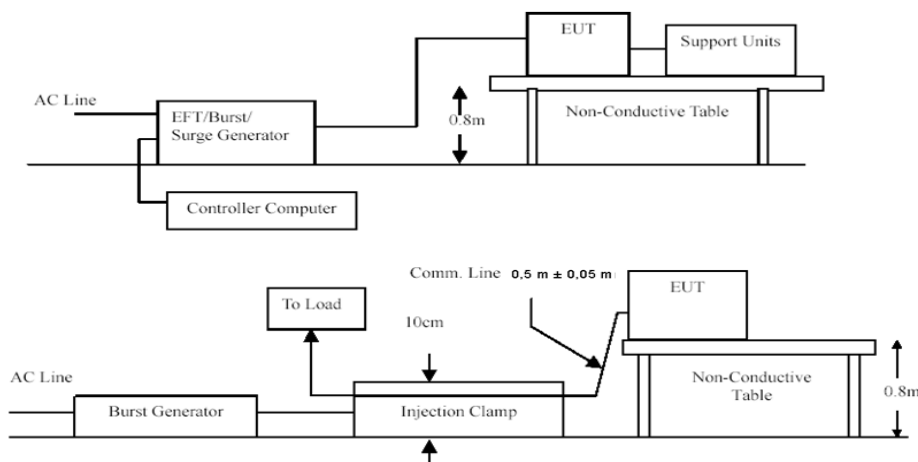 EUT
Support Units
AC Line
EFT/Burst/
Surge Generator
0.8m
Non-Conductive Table
Controller Computer
Comm. Line 0,5 m ± 0,05 m
EUT
To Load
10cm
AC Line
Non-Conductive
Table
0.8m
Burst Generator
Injection Clamp